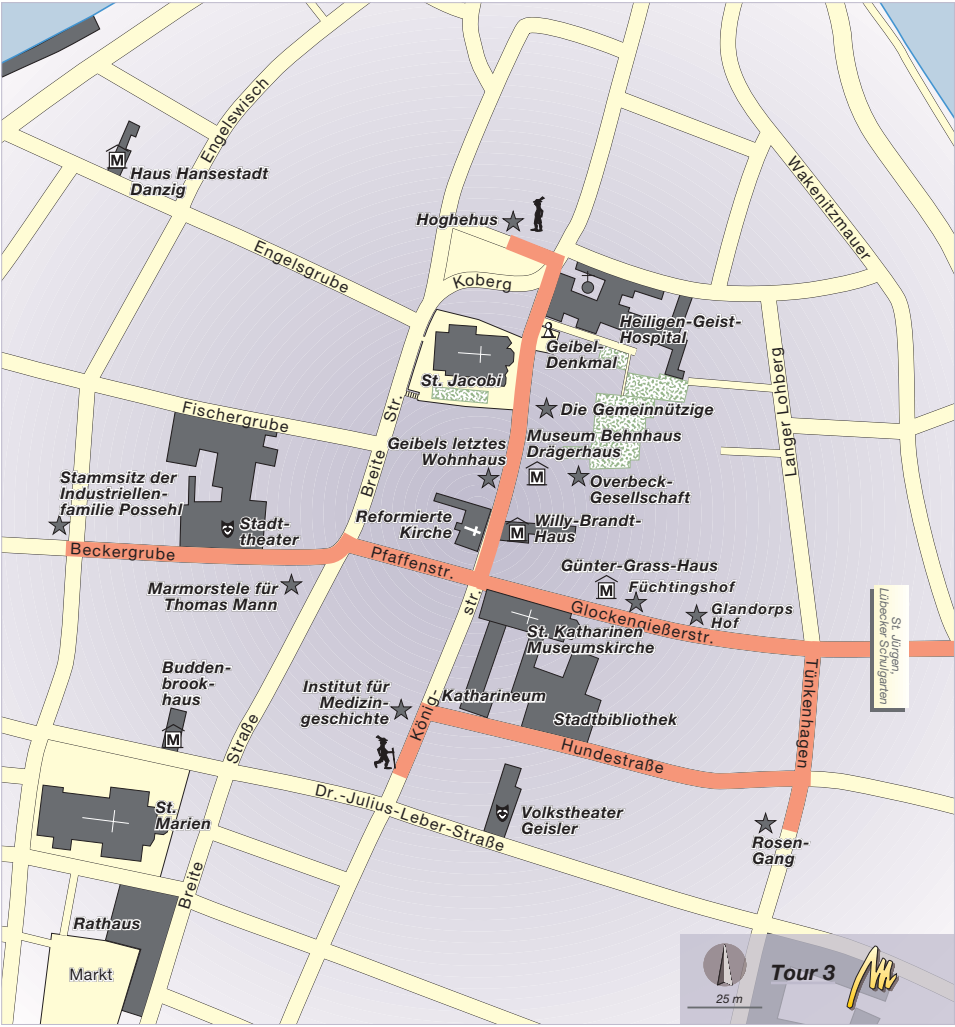 Engelswisch
Haus Hansestadt
Danzig
Wakenitzmauer
Hoghehus
Engelsgrube
Koberg
Heiligen-Geist-
Hospital
Geibel-
Denkmal
St. Jacobi
Langer Lohberg
Fischergrube
Breite Str.
Die Gemeinnützige
Geibels letztes
Wohnhaus
Museum Behnhaus
Drägerhaus
Overbeck-
Gesellschaft
Stammsitz der
Industriellen-
familie Possehl
Stadt-
theater
Reformierte
Kirche
Willy-Brandt-
Haus
Beckergrube
Pfaffenstr.
Günter-Grass-Haus
Füchtingshof
Marmorstele für
Thomas Mann
König-
str.
Glockengießerstr.
Glandorps
Hof
St. Jürgen,
Lübecker Schulgarten
St. Katharinen
Museumskirche
Budden-
brook-
haus
Institut für
Medizin-
geschichte
Katharineum
Stadtbibliothek
Tünkenhagen
Hundestraße
Breite
Straße
Dr.-Julius-Leber-Straße
St.
Marien
Volkstheater
Geisler
Rosen-
Gang
Rathaus
Markt
Tour 3
25 m
M
M
M
M
M
M